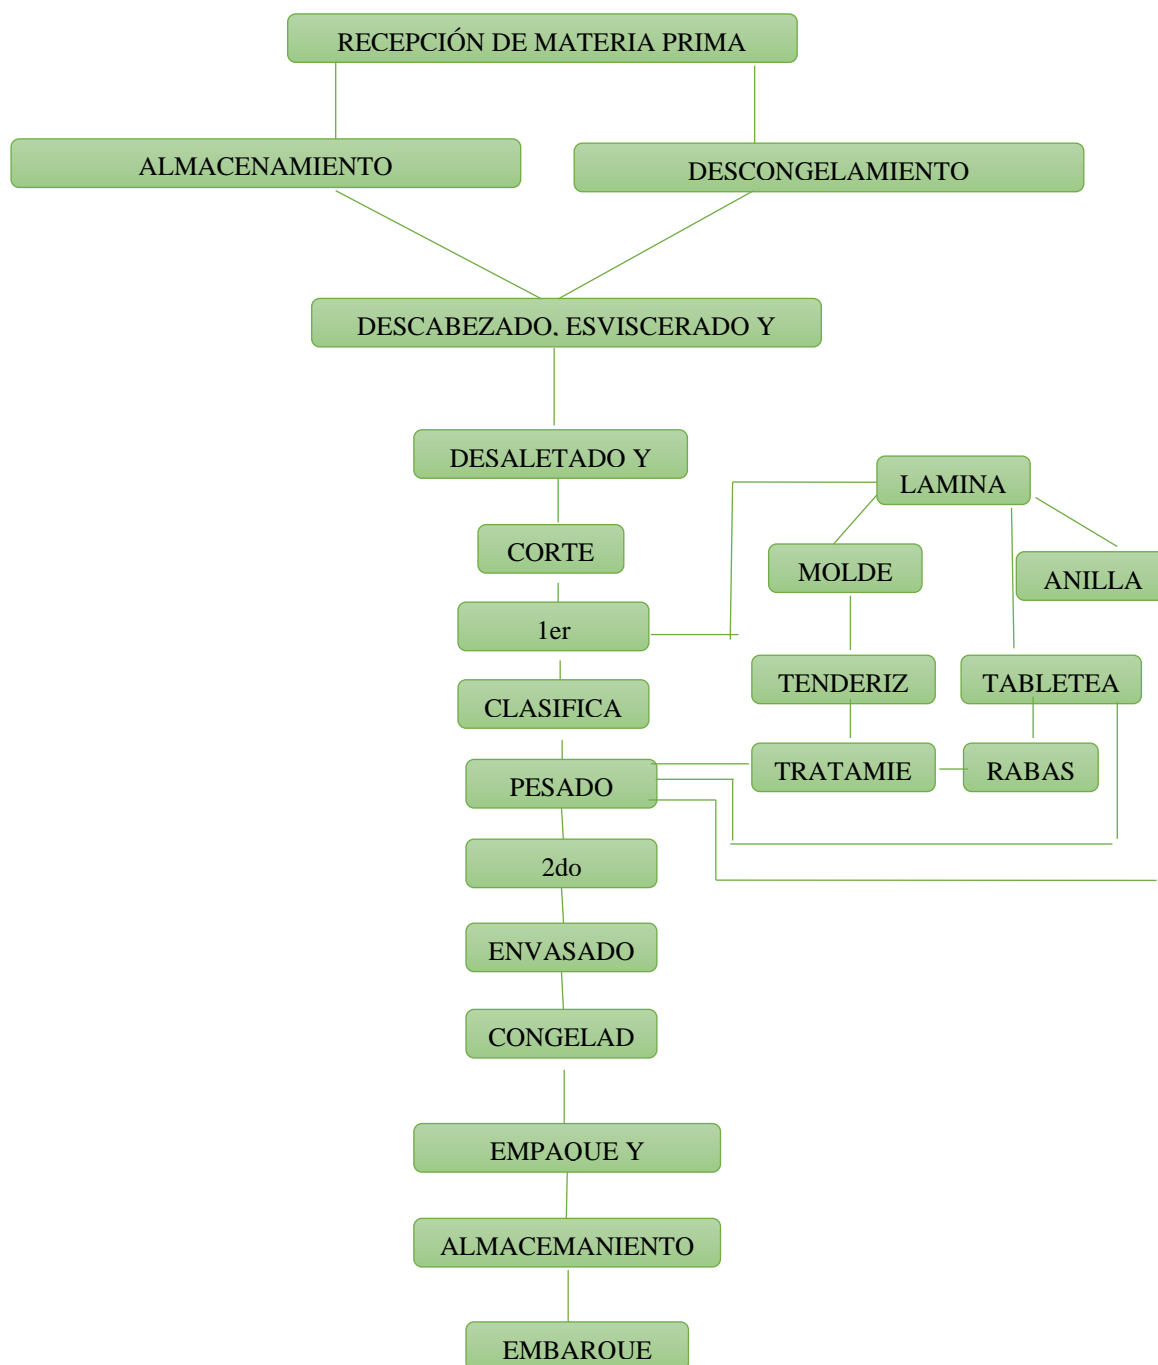 RECEPCIÓN DE MATERIA PRIMA
ALMACENAMIENTO
DESCONGELAMIENTO
DESCABEZADO, ESVISCERADO Y
DESALETADO Y
CORTE
1er
CLASIFICA
PESADO
2do
ENVASADO
CONGELAD
EMPAQUE Y
ALMACEMANIENTO
EMBARQUE
LAMINA
MOLDE
ANILLA
TENDERIZ
TABLETEA
TRATAMIE
RABAS